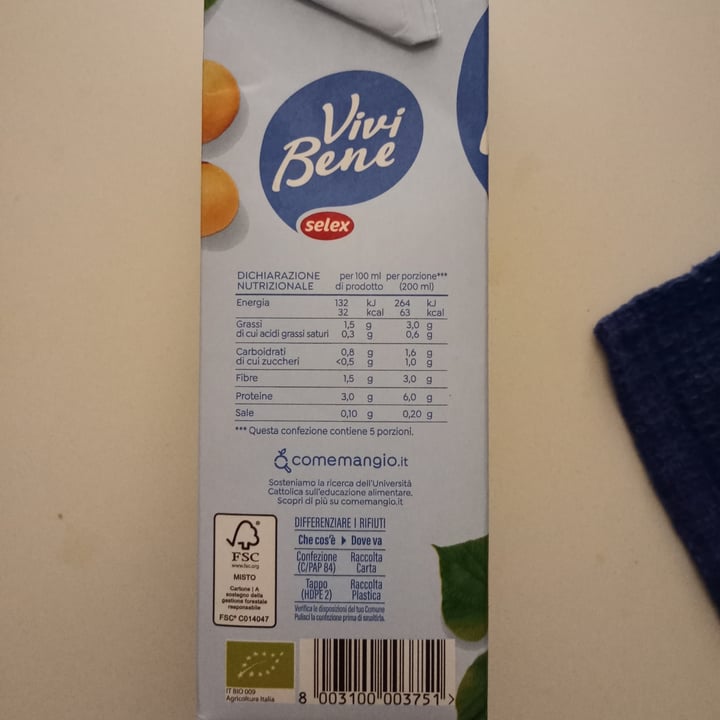 Vivi
Bene
selex
DICHIARAZIONE NUTRIZIONALE per 100 ml di prodotto per porzione*** (200 ml)
Energia 132 kJ 264 kJ
32 kcal 63 kcal
Grassi 1,5 g 3,0 g
di cui acidi grassi saturi 0,3 g 0,6 g
Carboidrati 0,8 g 1,6 g
di cui zuccheri <0,5 g 1,0 g
Fibre 1,5 g 3,0 g
Proteine 3,0 g 6,0 g
Sale 0,10 g 0,20 g
*** Questa confezione contiene 5 porzioni.
comemangio.it
Sosteniamo la ricerca dell'Università
Cattolica sull'educazione alimentare.
Scopri di più su comemangio.it
FSC
www.fsc.org
MISTO
Cartone | A
sostegno della
gestione forestale
responsabile
FSC® C014047
DIFFERENZIARE I RIFIUTI
Che cos'è Dove va
Confezione Raccolta
(C/PAP 84) Carta
Tappo Raccolta
(HDPE 2) Plastica
Verifica le disposizioni del tuo Comune
Pulisci la confezione prima di smaltirla.
IT BIO 009
Agricoltura Italia
8 003100 003751 >